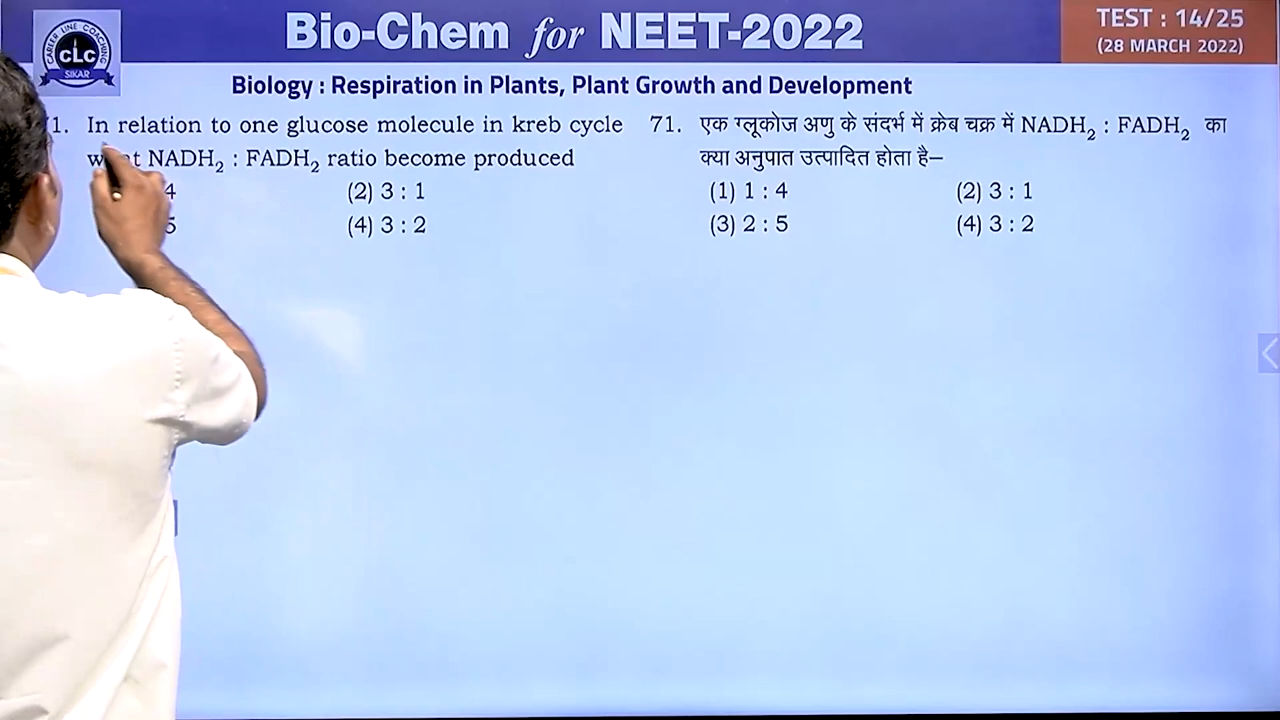 Bio-Chem for NEET-2022
TEST : 14/25
(28 MARCH 2022)
CAREER LINE COACHING
CLC
SIKAR
Biology : Respiration in Plants, Plant Growth and Development
1. In relation to one glucose molecule in kreb cycle
NADH2 : FADH2 ratio become produced
4 (2) 3 : 1
5 (4) 3 : 2
71. एक ग्लूकोज अणु के संदर्भ में क्रेब चक्र में NADH2 : FADH2 का
क्या अनुपात उत्पादित होता है–
(1) 1 : 4 (2) 3 : 1
(3) 2 : 5 (4) 3 : 2